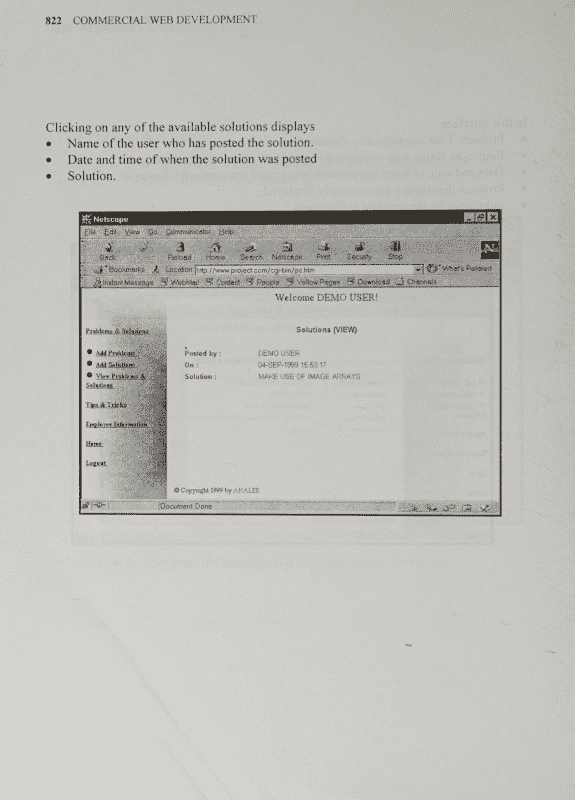 822 COMMERCIAL WEB DEVELOPMENT
Clicking on any of the available solutions displays
• Name of the user who has posted the solution.
• Date and time of when the solution was posted
• Solution.
Netscape
File Edit View Go Communicator Help
Back Reload Home Search Netscape Print Security Stop
Bookmarks Location: http://www.project.com/cgi-bin/ps.htm What's Related
Instant Message WebMail Contact People Yellow Pages Download Channels
Welcome DEMO USER!
Problems & Solutions
Solutions (VIEW)
• Add Problems
• Add Solutions
• View Problems &
Solutions
Posted by : DEMO USER
On : 04-SEP-1999 15:53:17
Solution : MAKE USE OF IMAGE ARRAYS
Tips & Tricks
Employee Information
Home
Logout
© Copyright 1999 by
Document Done